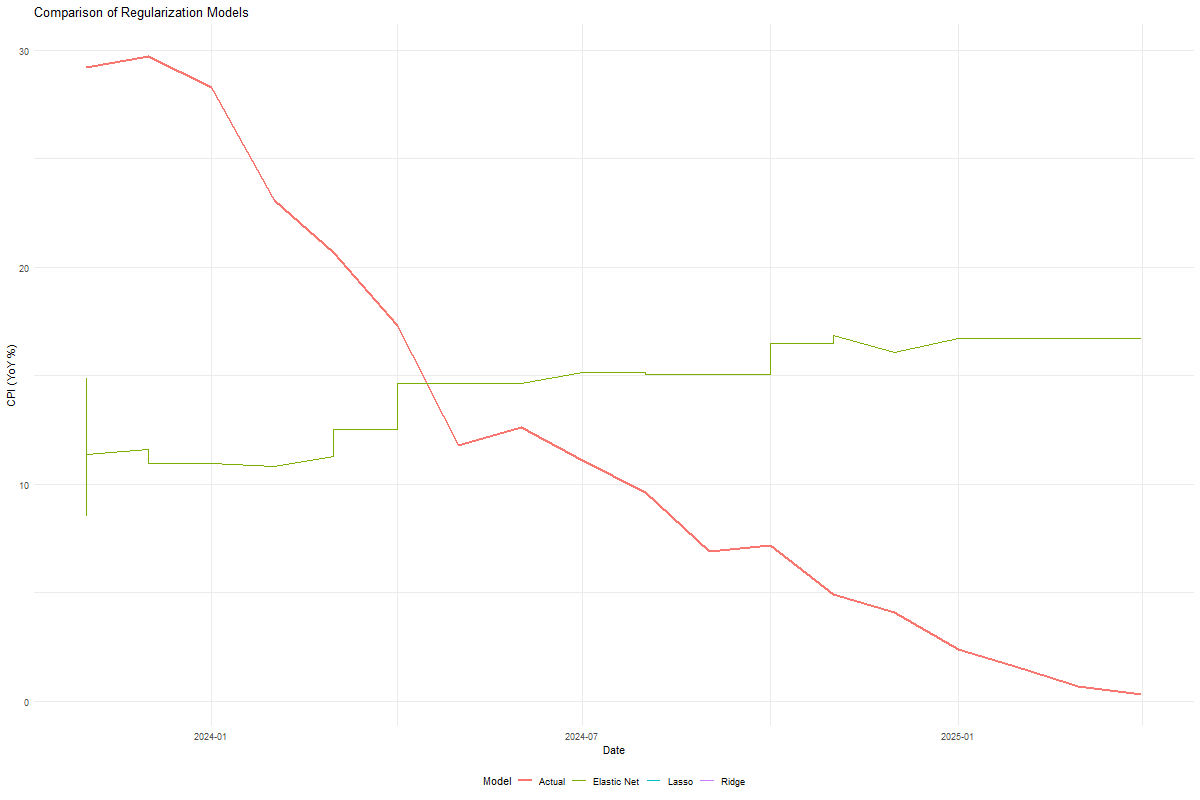 Comparison of Regularization Models
30
20
10
0
CPI (YoY %)
2024-01
2024-07
2025-01
Date
Model Actual Elastic Net Lasso Ridge